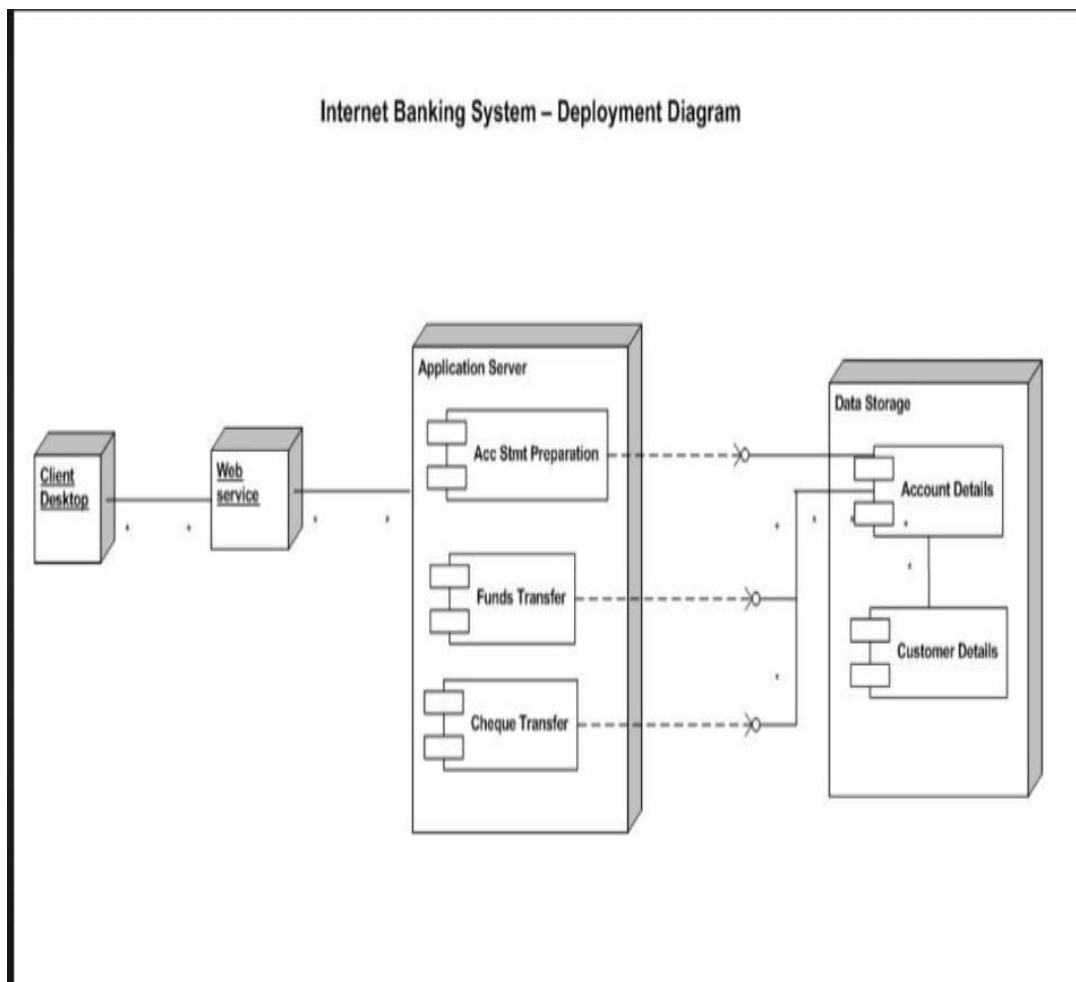 Internet Banking System – Deployment Diagram
Client
Desktop
Web
service
Application Server
Acc Stmt Preparation
Funds Transfer
Cheque Transfer
Data Storage
Account Details
Customer Details